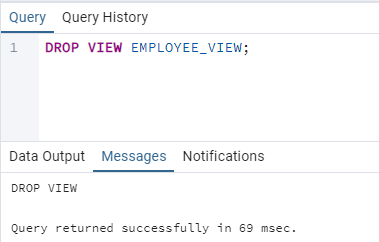 Query Query History
1 DROP VIEW EMPLOYEE_VIEW;
Data Output Messages Notifications
DROP VIEW
Query returned successfully in 69 msec.